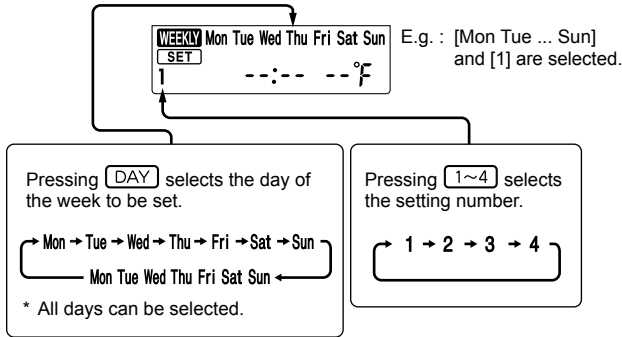 WEEKLY Mon Tue Wed Thu Fri Sat Sun
SET
1 --:-- --°F
E.g. : [Mon Tue ... Sun]
and [1] are selected.
Pressing DAY selects the day of
the week to be set.
Mon → Tue → Wed → Thu → Fri → Sat → Sun
Mon Tue Wed Thu Fri Sat Sun
* All days can be selected.
Pressing 1~4 selects
the setting number.
1 → 2 → 3 → 4